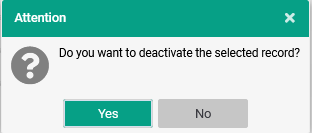 Attention
Do you want to deactivate the selected record?
Yes
No